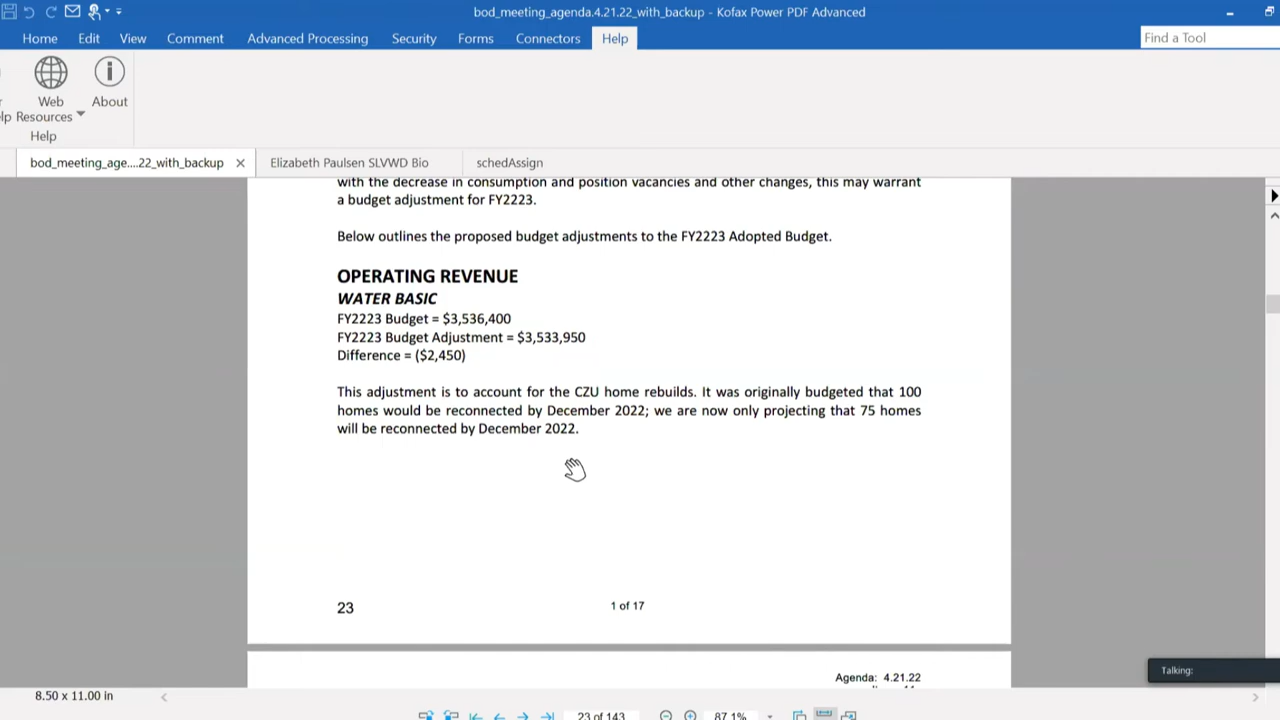 bod_meeting_agenda.4.21.22_with_backup - Kofax Power PDF Advanced
Home Edit View Comment Advanced Processing Security Forms Connectors Help
Find a Tool
Web Resources
About
Help
bod_meeting_age....22_with_backup
Elizabeth Paulsen SLVWD Bio
schedAssign
with the decrease in consumption and position vacancies and other changes, this may warrant
a budget adjustment for FY2223.
Below outlines the proposed budget adjustments to the FY2223 Adopted Budget.
OPERATING REVENUE
WATER BASIC
FY2223 Budget = $3,536,400
FY2223 Budget Adjustment = $3,533,950
Difference = ($2,450)
This adjustment is to account for the CZU home rebuilds. It was originally budgeted that 100
homes would be reconnected by December 2022; we are now only projecting that 75 homes
will be reconnected by December 2022.
23
1 of 17
Agenda: 4.21.22
Talking:
8.50 x 11.00 in
23 of 143
87.1%